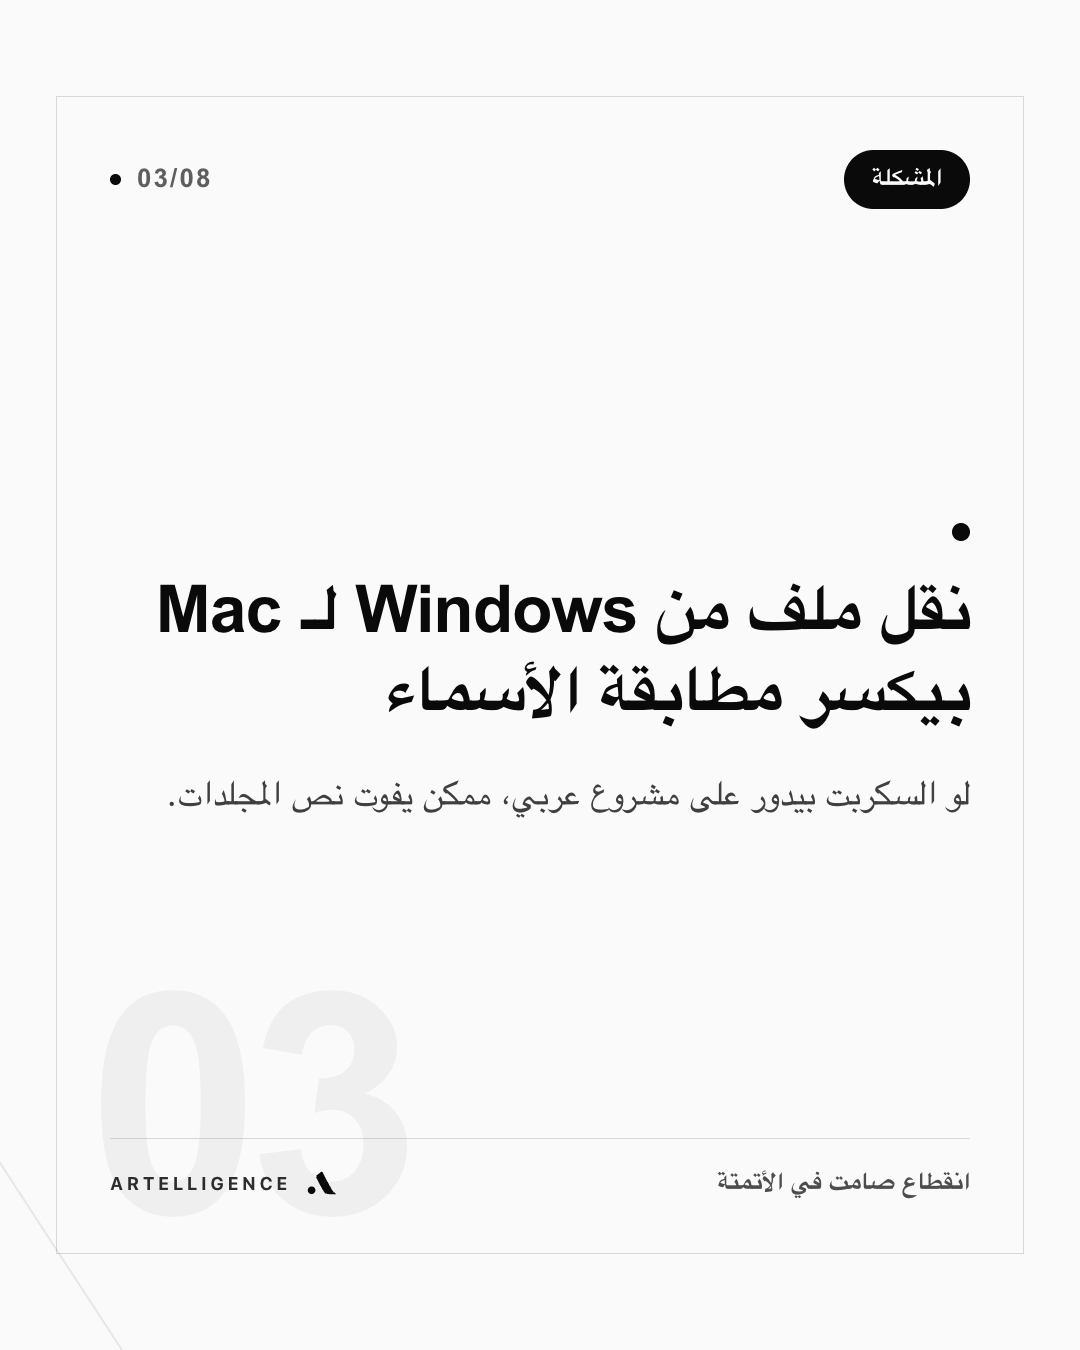 المشكلة
03/08
نقل ملف من Windows لـ Mac
بيكسر مطابقة الأسماء
لو السكربت بيدور على مشروع عربي، ممكن يفوت نص المجلدات.
03
انقطاع صامت في الأتمتة
ARTELLIGENCE